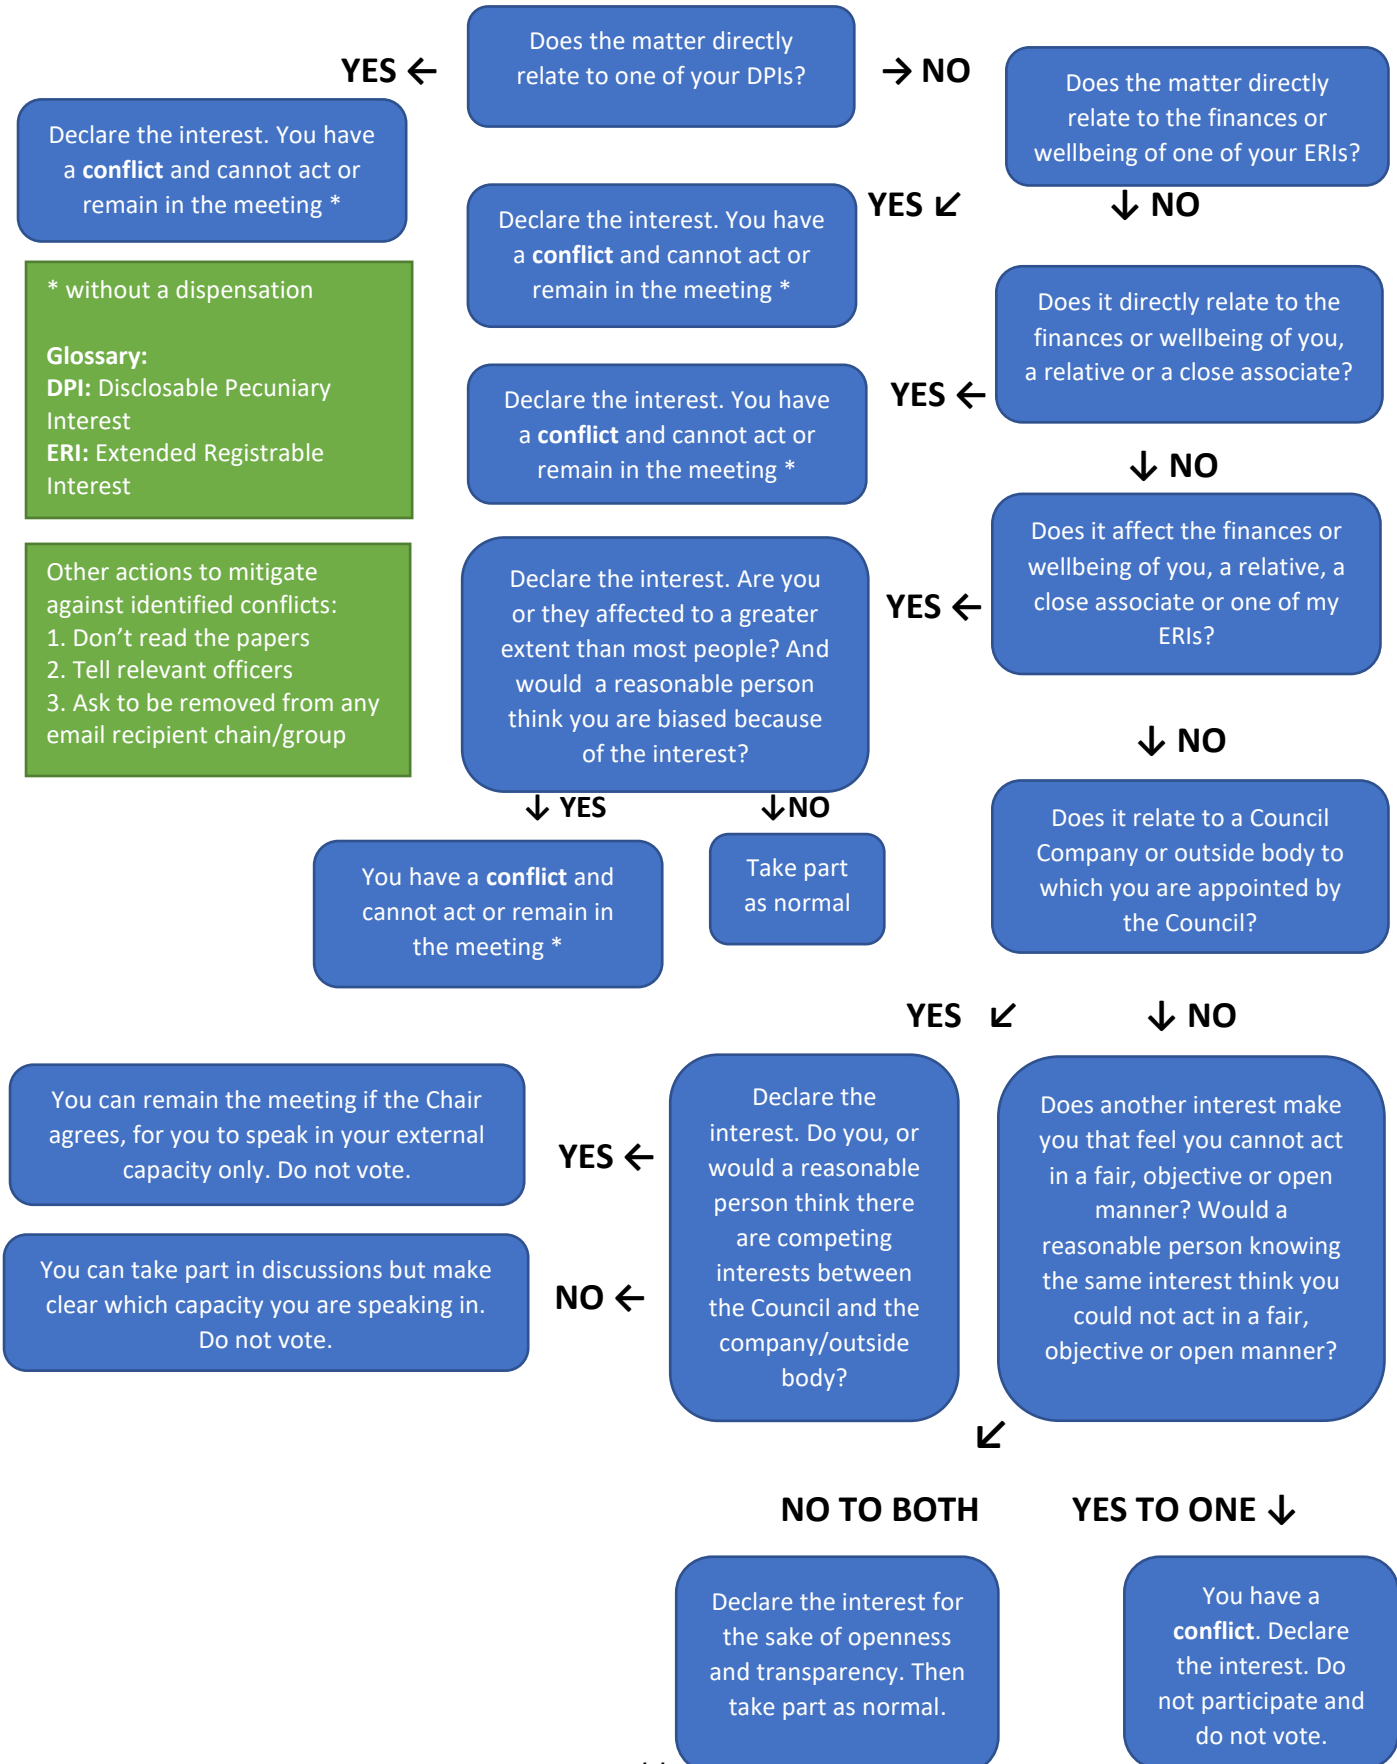 Does the matter directly
relate to one of your DPIs?
YES ←
→ NO
Does the matter directly
relate to the finances or
wellbeing of one of your ERIs?
Declare the interest. You have
a conflict and cannot act or
remain in the meeting *
YES ↙
↓ NO
Declare the interest. You have
a conflict and cannot act or
remain in the meeting *
* without a dispensation
Glossary:
DPI: Disclosable Pecuniary
Interest
ERI: Extended Registrable
Interest
Does it directly relate to the
finances or wellbeing of you,
a relative or a close associate?
YES ←
Declare the interest. You have
a conflict and cannot act or
remain in the meeting *
↓ NO
Does it affect the finances or
wellbeing of you, a relative, a
close associate or one of my
ERIs?
YES ←
Declare the interest. Are you
or they affected to a greater
extent than most people? And
would a reasonable person
think you are biased because
of the interest?
Other actions to mitigate
against identified conflicts:
1. Don’t read the papers
2. Tell relevant officers
3. Ask to be removed from any
email recipient chain/group
↓ NO
↓ YES
↓NO
You have a conflict and
cannot act or remain in
the meeting *
Take part
as normal
Does it relate to a Council
Company or outside body to
which you are appointed by
the Council?
YES ↙
↓ NO
Declare the
interest. Do you, or
would a reasonable
person think there
are competing
interests between
the Council and the
company/outside
body?
Does another interest make
you that feel you cannot act
in a fair, objective or open
manner? Would a
reasonable person knowing
the same interest think you
could not act in a fair,
objective or open manner?
YES ←
You can remain the meeting if the Chair
agrees, for you to speak in your external
capacity only. Do not vote.
NO ←
You can take part in discussions but make
clear which capacity you are speaking in.
Do not vote.
↙
NO TO BOTH
YES TO ONE ↓
Declare the interest for
the sake of openness
and transparency. Then
take part as normal.
You have a
conflict. Declare
the interest. Do
not participate and
do not vote.